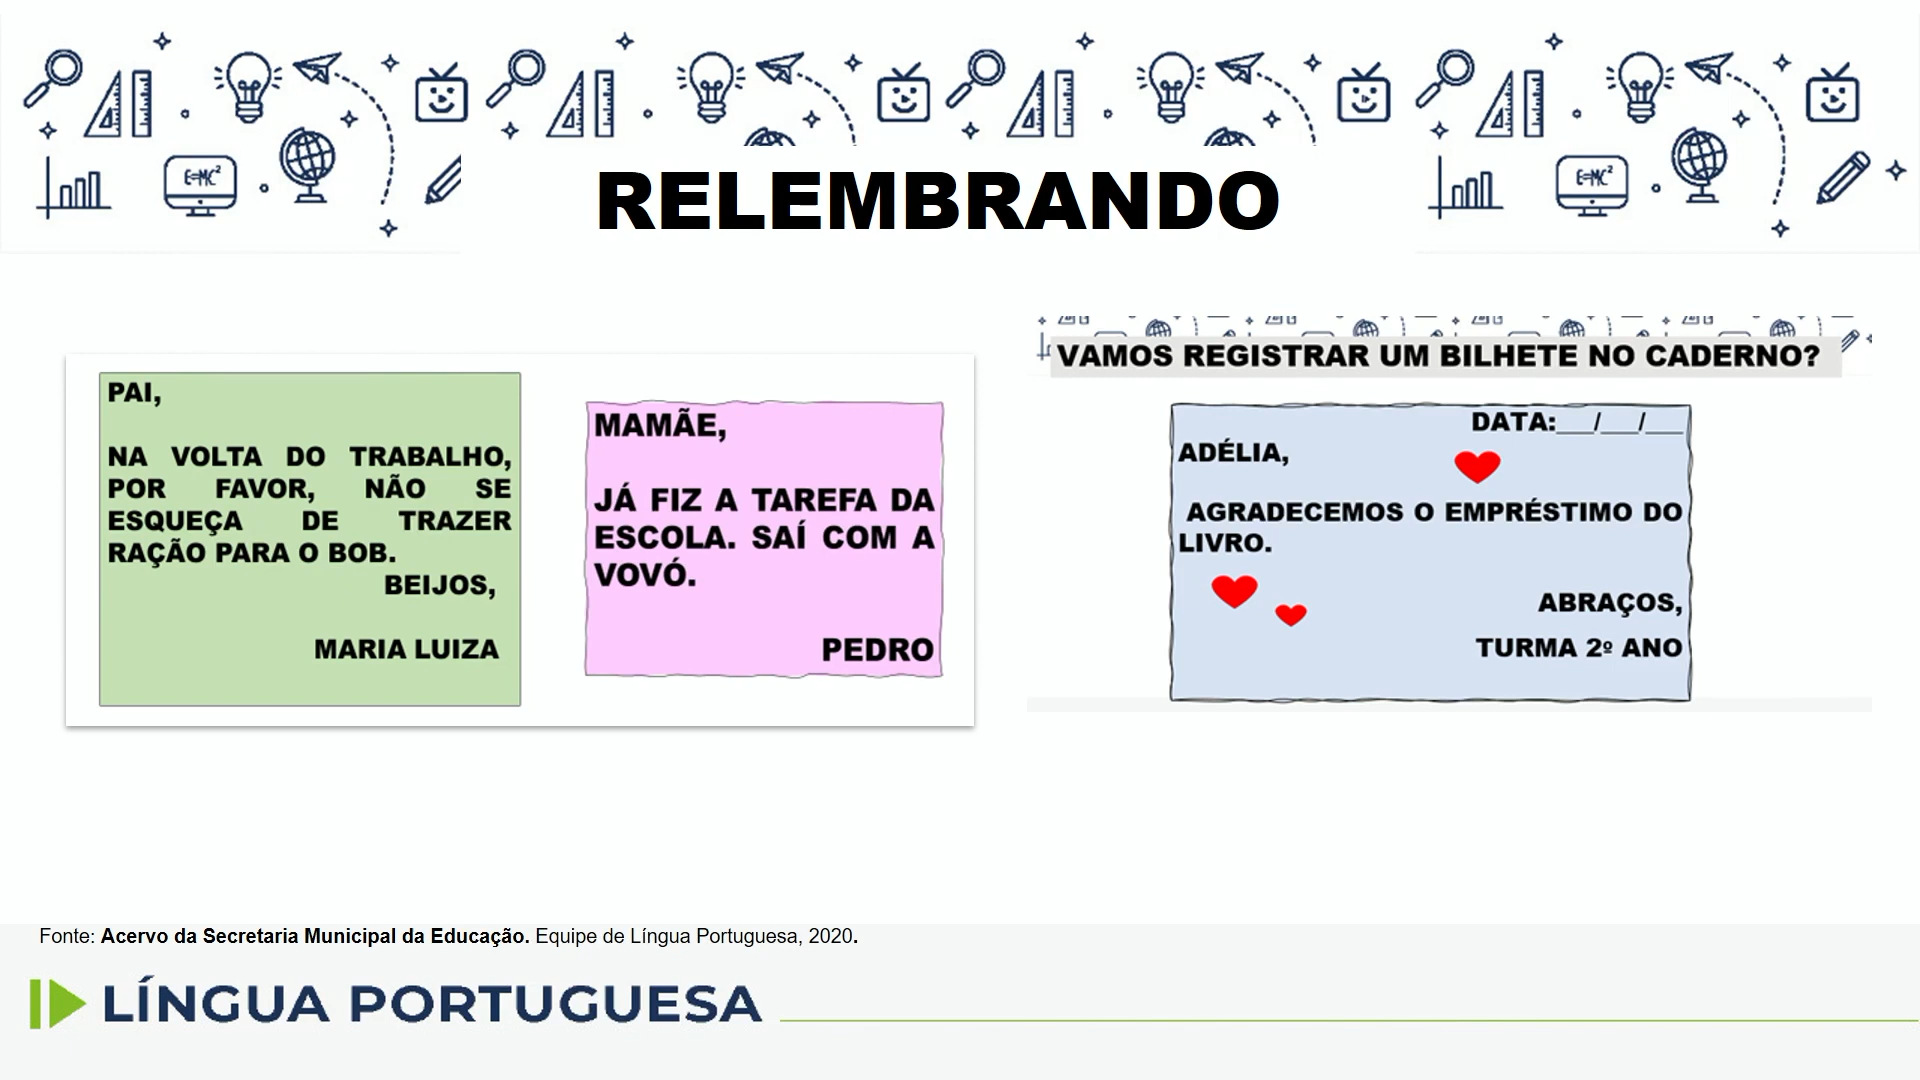 E=MC²
E=MC²
RELEMBRANDO
PAI,
NA VOLTA DO TRABALHO,
POR FAVOR, NÃO SE
ESQUEÇA DE TRAZER
RAÇÃO PARA O BOB.
BEIJOS,
MARIA LUIZA
MAMÃE,
JÁ FIZ A TAREFA DA
ESCOLA. SAÍ COM A
VOVÓ.
PEDRO
VAMOS REGISTRAR UM BILHETE NO CADERNO?
DATA:___/___/___
ADÉLIA,
AGRADECEMOS O EMPRÉSTIMO DO
LIVRO.
ABRAÇOS,
TURMA 2º ANO
Fonte: Acervo da Secretaria Municipal da Educação. Equipe de Língua Portuguesa, 2020.
LÍNGUA PORTUGUESA